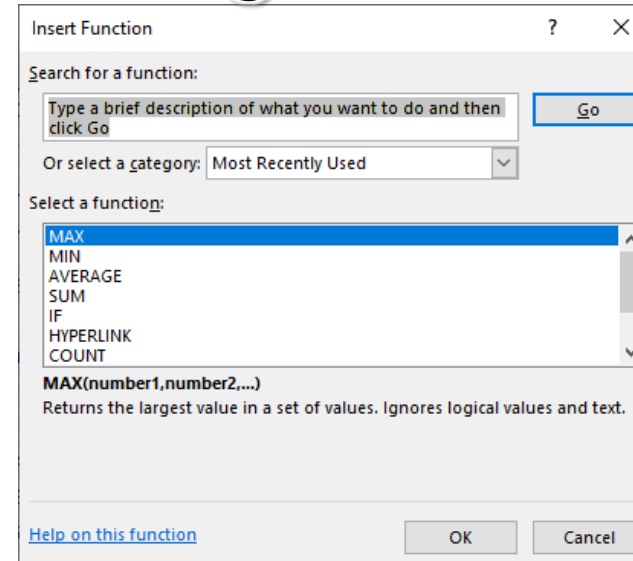 Insert Function
?
Search for a function:
Type a brief description of what you want to do and then
click Go
Go
Or select a category: Most Recently Used
Select a function:
MAX
MIN
AVERAGE
SUM
IF
HYPERLINK
COUNT
MAX(number1,number2,...)
Returns the largest value in a set of values. Ignores logical values and text.
Help on this function
OK
Cancel